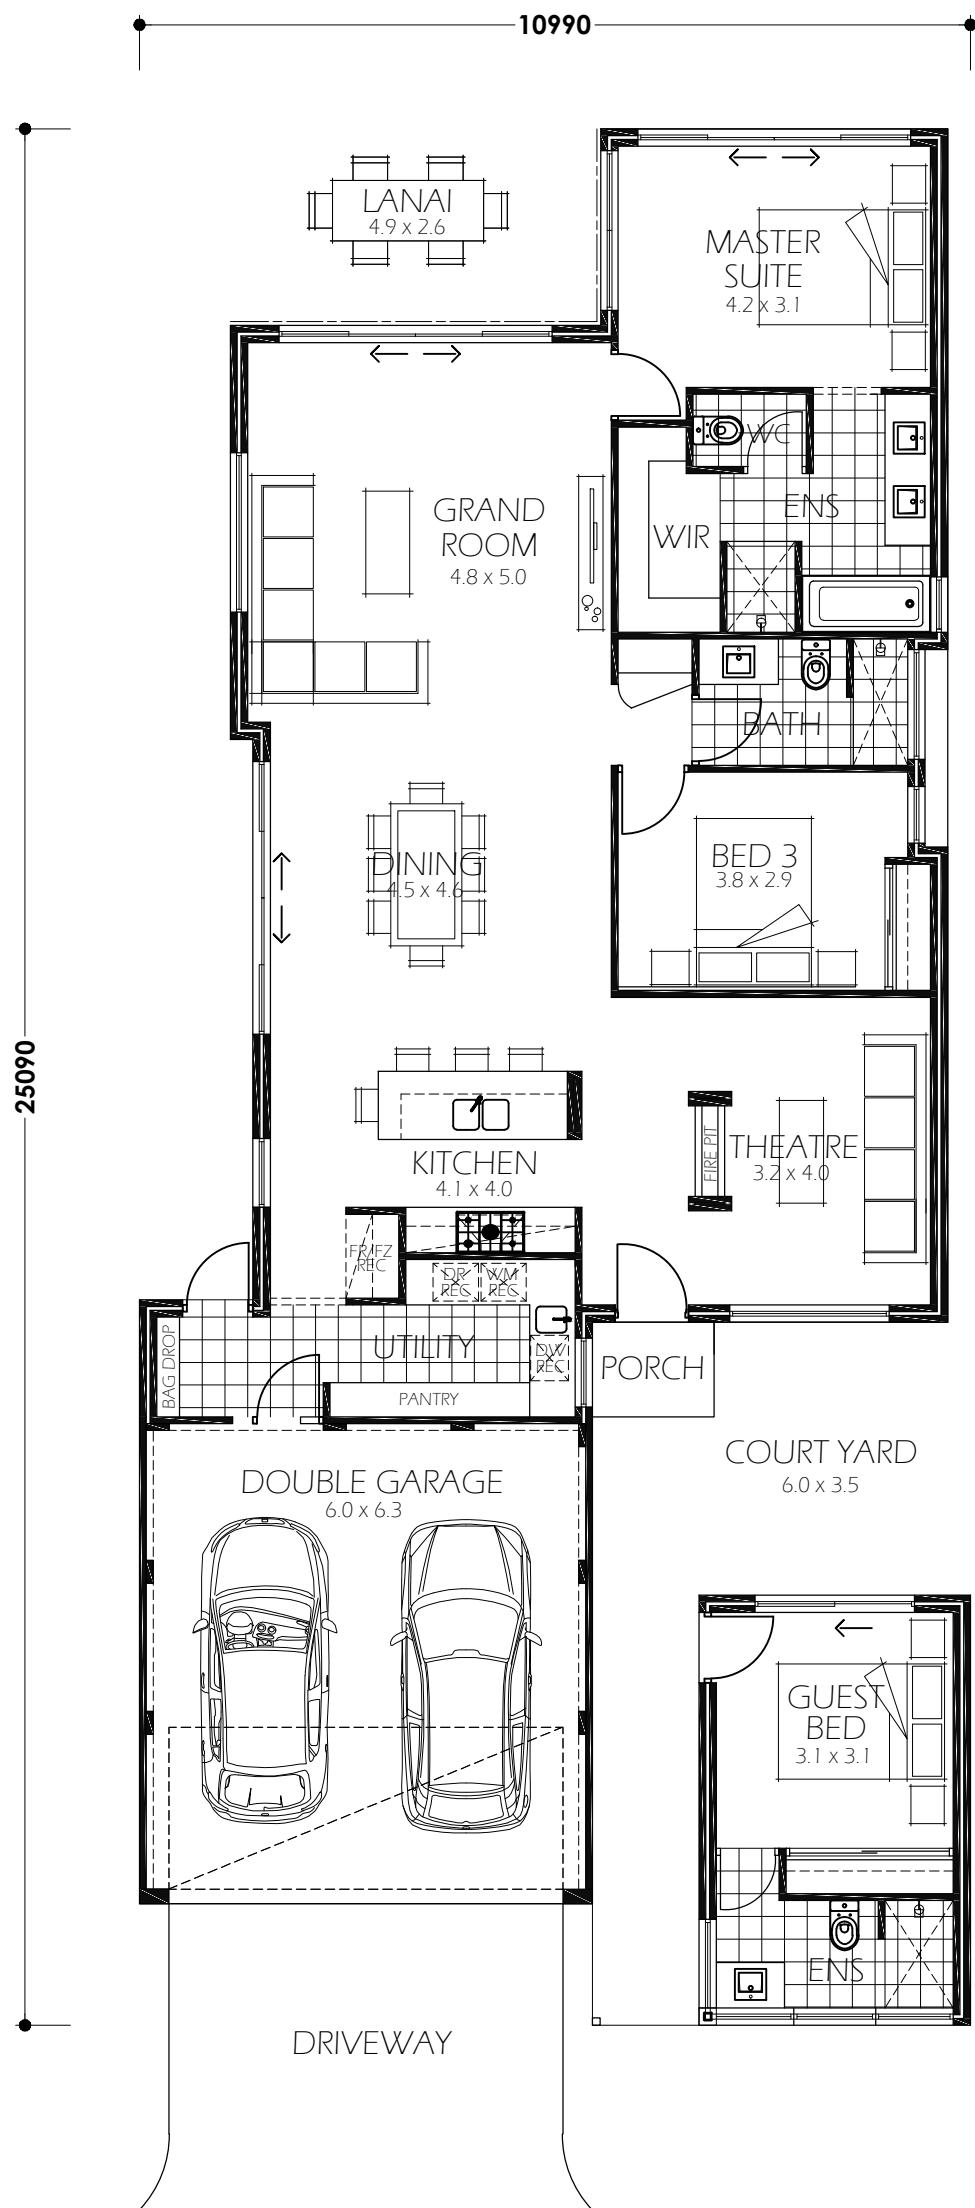 10990
25090
LANAI
4.9 x 2.6
MASTER
SUITE
4.2 x 3.1
WC
ENS
WIR
GRAND
ROOM
4.8 x 5.0
BATH
DINING
4.5 x 4.6
BED 3
3.8 x 2.9
KITCHEN
4.1 x 4.0
FIRE PIT
THEATRE
3.2 x 4.0
FR/FZ
REC
DR
REC
WM
REC
BAG DROP
UTILITY
DW
REC
PANTRY
PORCH
COURT YARD
6.0 x 3.5
DOUBLE GARAGE
6.0 x 6.3
GUEST
BED
3.1 x 3.1
ENS
DRIVEWAY